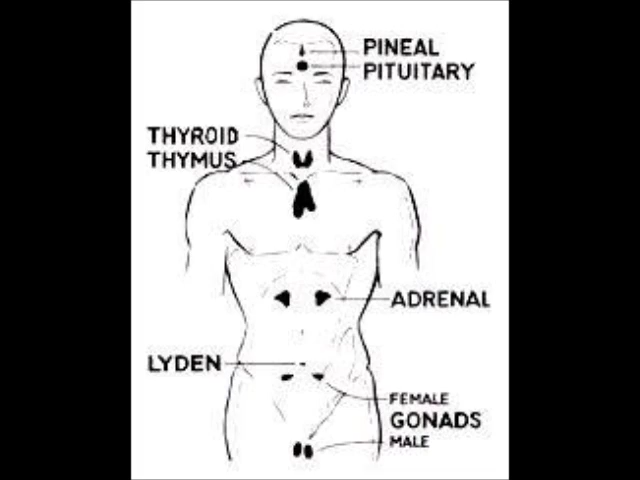 PINEAL
PITUITARY
THYROID
THYMUS
ADRENAL
LYDEN
FEMALE
GONADS
MALE